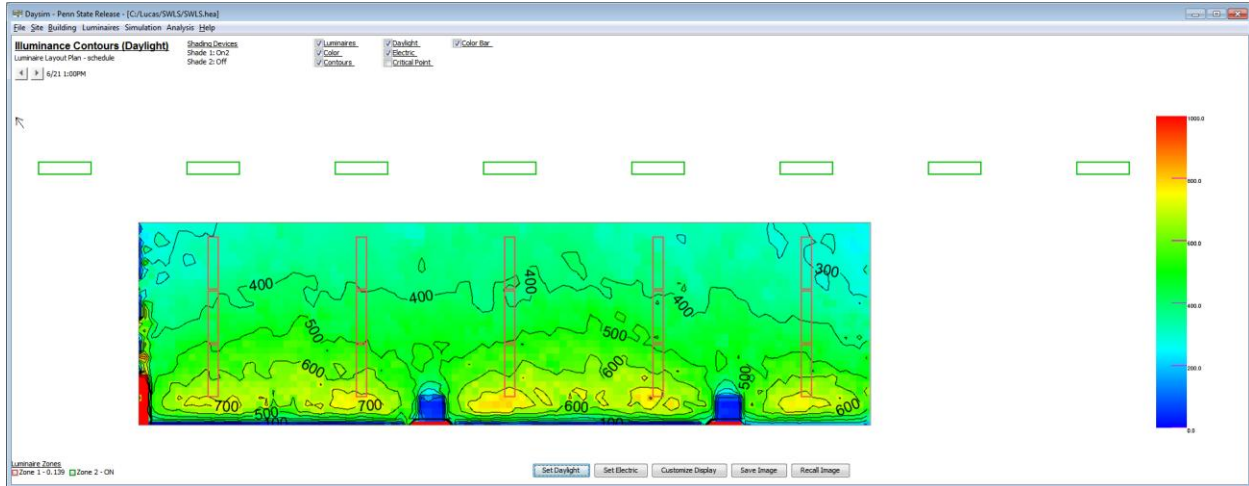 Daysim - Penn State Release - [C:/Lucas/SWLS/SWLS.hea]
File Site Building Luminaires Simulation Analysis Help
Illuminance Contours (Daylight)
Luminaire Layout Plan - schedule
6/21 1:00PM
Shading Devices
Shade 1: On2
Shade 2: Off
Luminaires Daylight Color Bar
Color Electric
Contours Critical Point
1000.0
800.0
600.0
400.0
200.0
0.0
300
400 400 400 400
500 500 500
600 600 600
700 700 500 600
Luminaire Zones
Zone 1 - 0.139 Zone 2 - ON
Set Daylight Set Electric Customize Display Save Image Recall Image